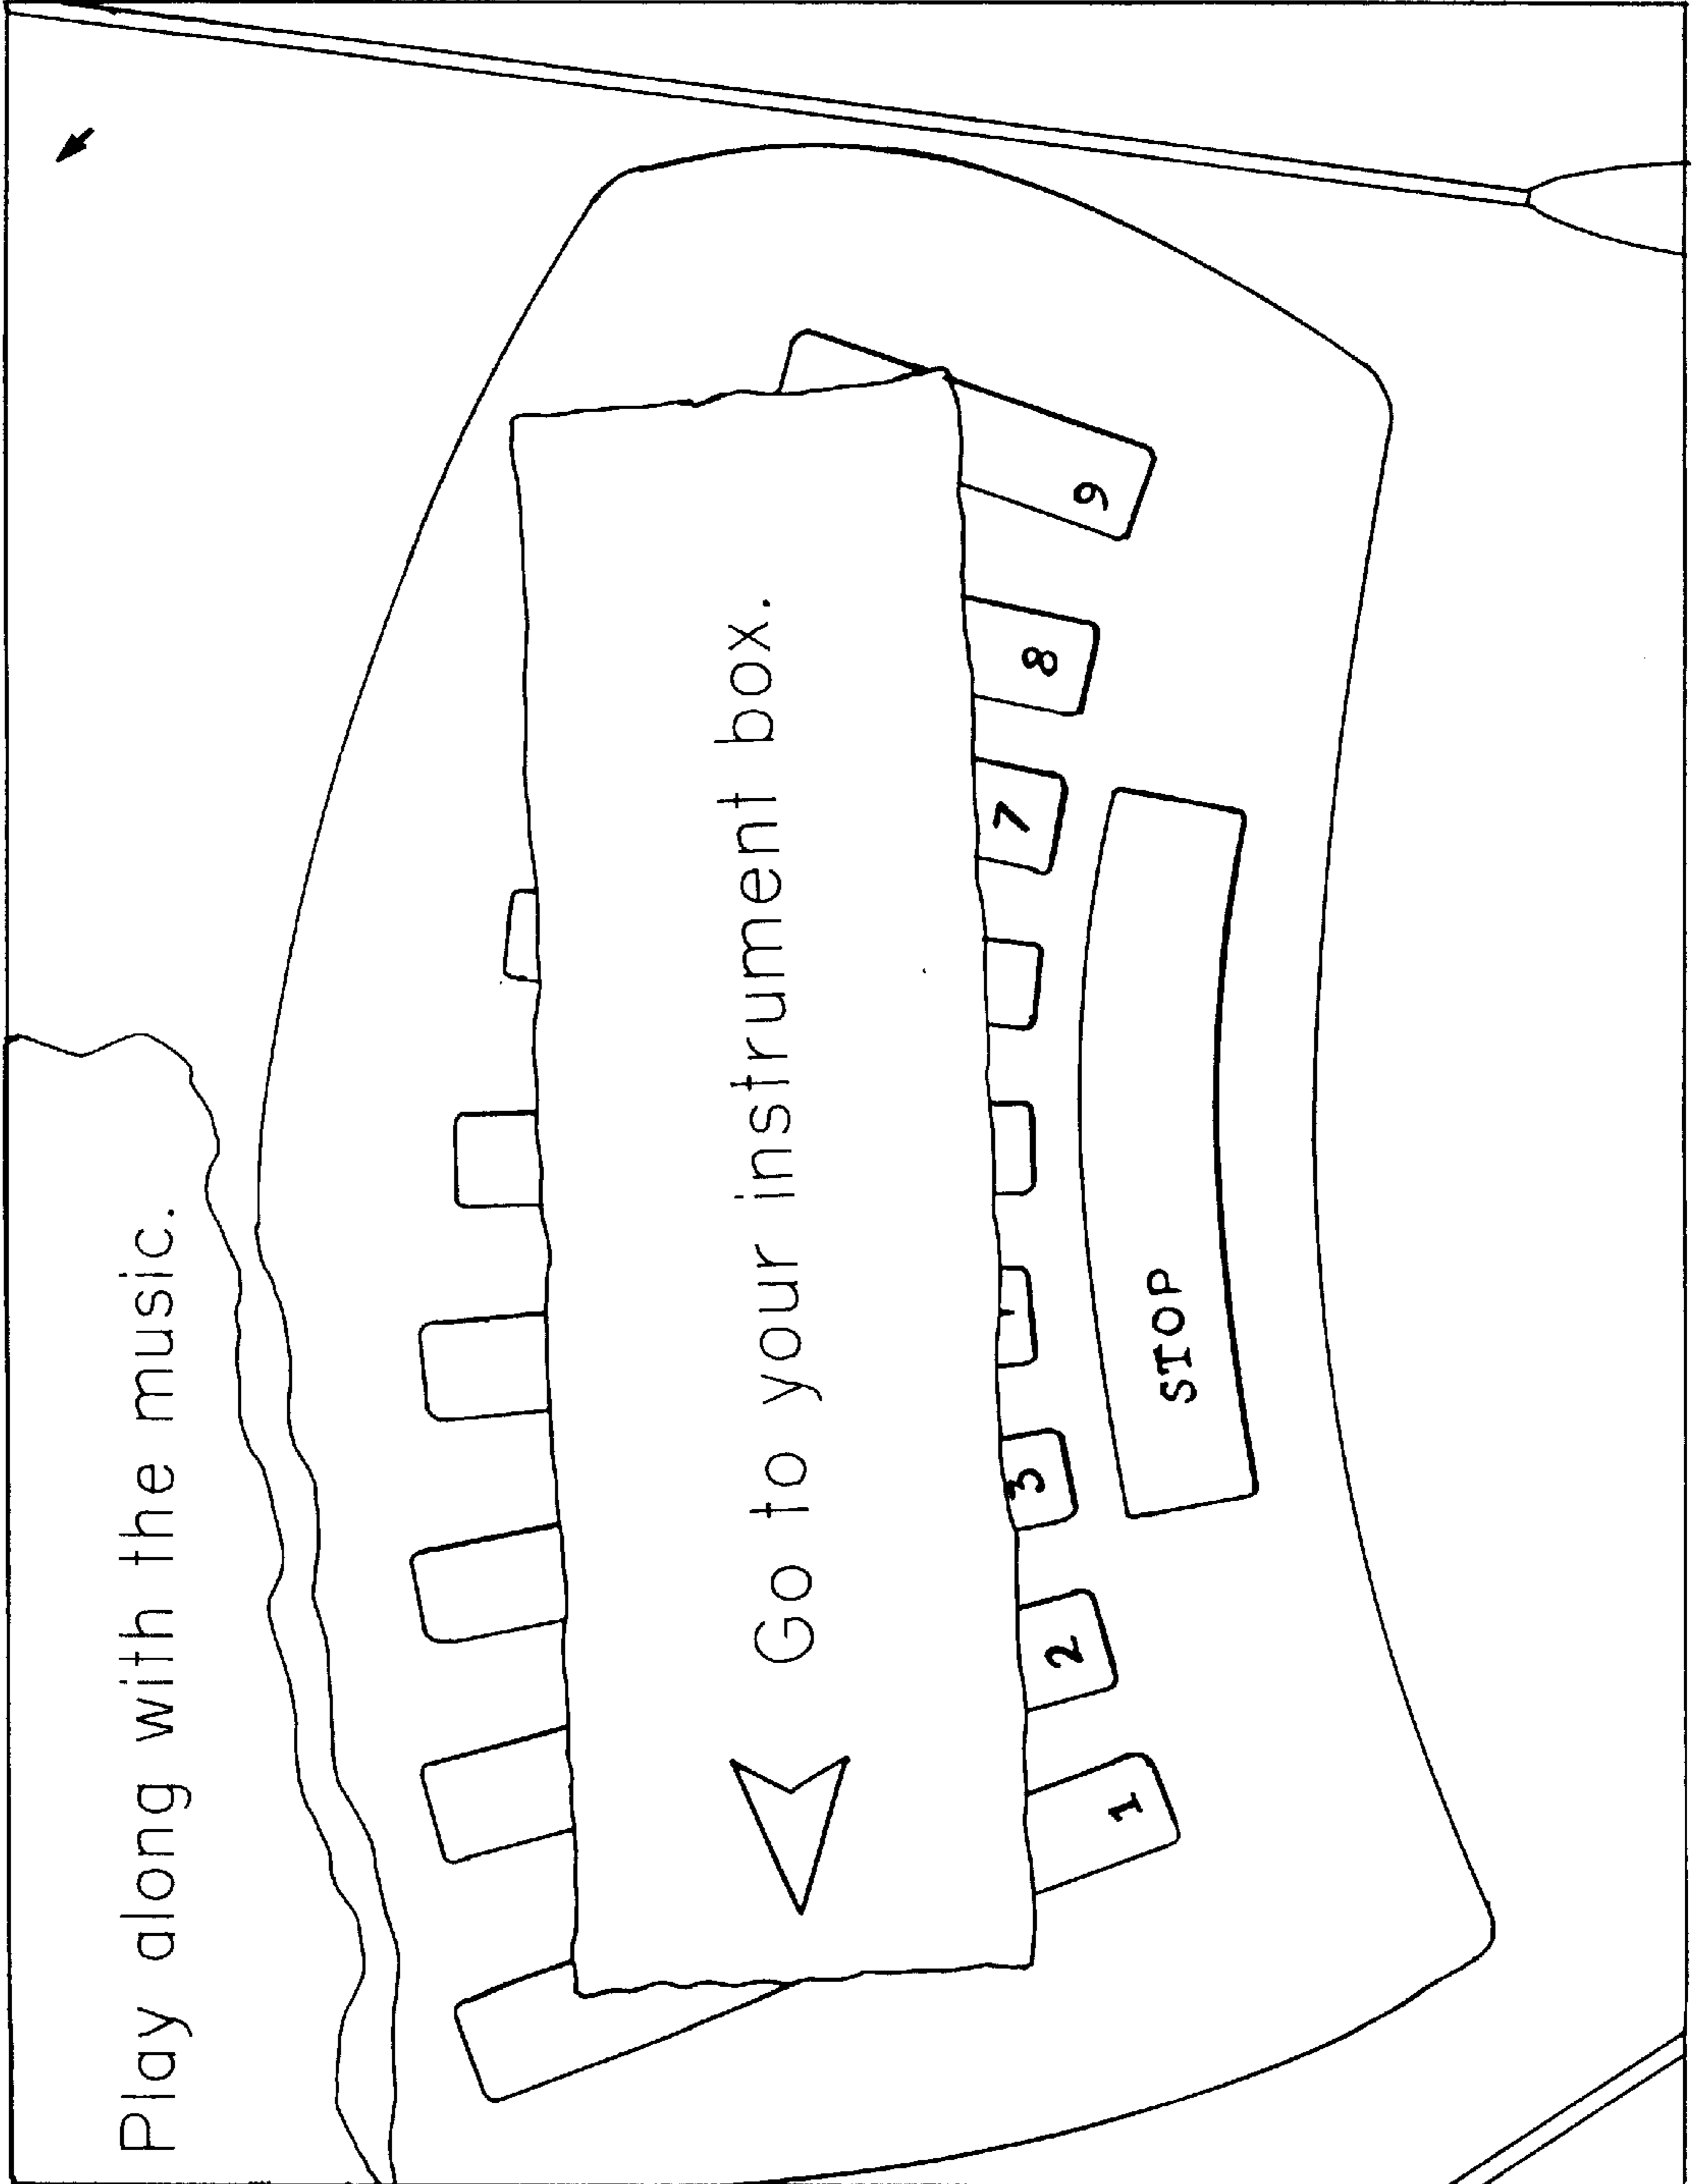 Play along with the music.
Go to your instrument box.
1 2 3 7 8 9
STOP